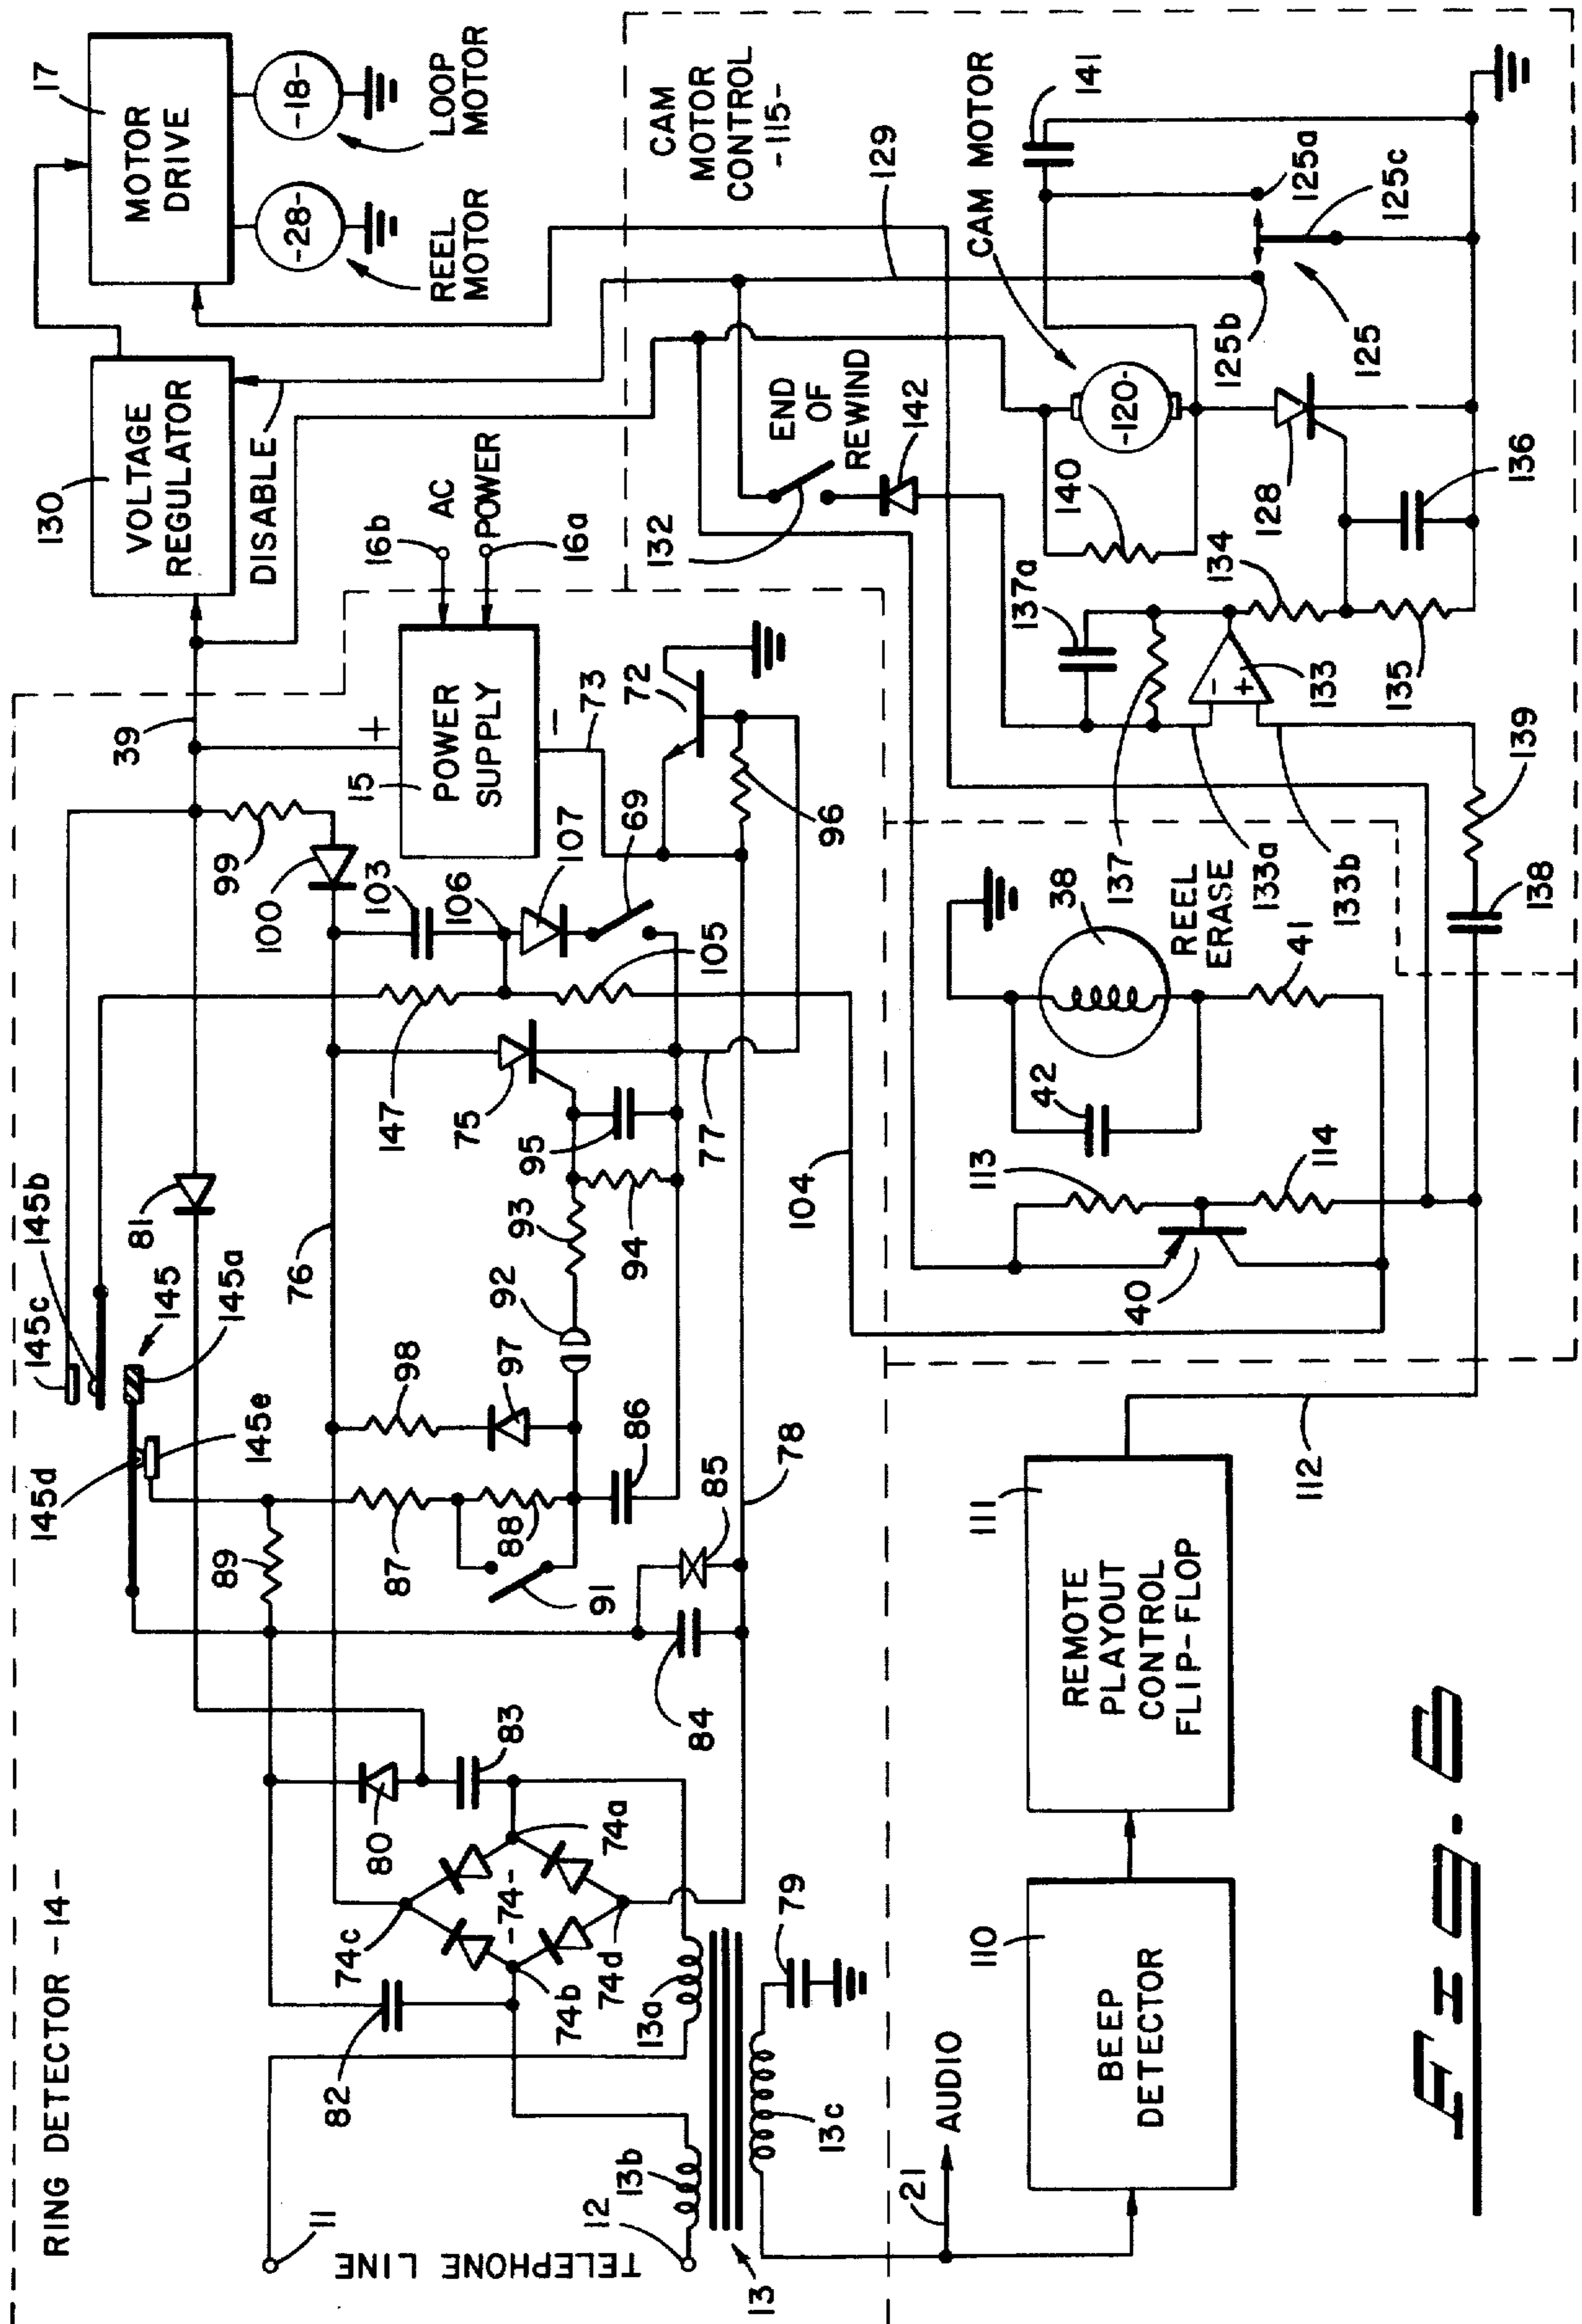 RING DETECTOR -14-
TELEPHONE LINE
11
12
13
13a
13b
13c
82
74c
74b
-74-
74a
74d
79
80
83
84
85
89
87
88
91
86
98
97
92
93
94
95
145d
145e
145c
145b
145
145a
81
76
75
147
77
78
104
105
106
107
69
103
100
99
39
15
POWER
SUPPLY
+
-
73
72
96
16b
AC
POWER
16a
130
VOLTAGE
REGULATOR
DISABLE
17
MOTOR
DRIVE
-28-
-18-
REEL
MOTOR
LOOP
MOTOR
CAM
MOTOR
CONTROL
-115-
129
CAM MOTOR
141
125a
125c
125b
125
132
END
OF
REWIND
142
140
-120-
128
136
137a
134
135
133
-
+
137
133a
133b
139
138
38
REEL
ERASE
41
42
113
114
40
112
111
REMOTE
PLAYOUT
CONTROL
FLIP-FLOP
110
BEEP
DETECTOR
21
AUDIO
FIG-2